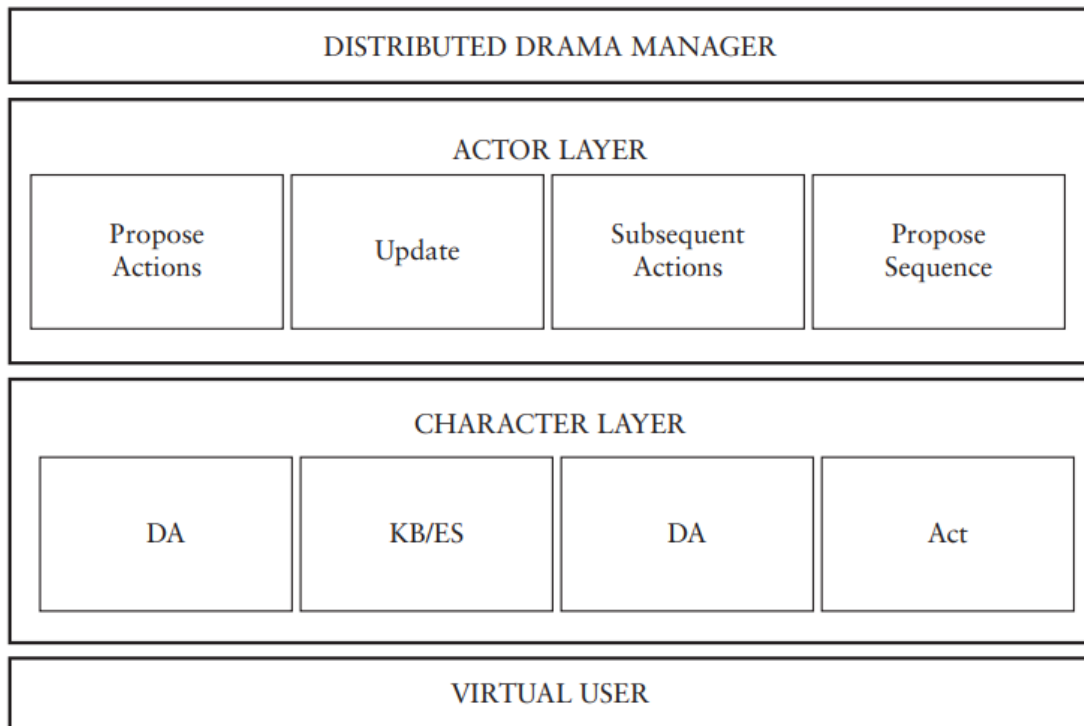 DISTRIBUTED DRAMA MANAGER
ACTOR LAYER
Propose
Actions
Update
Subsequent
Actions
Propose
Sequence
CHARACTER LAYER
DA
KB/ES
DA
Act
VIRTUAL USER